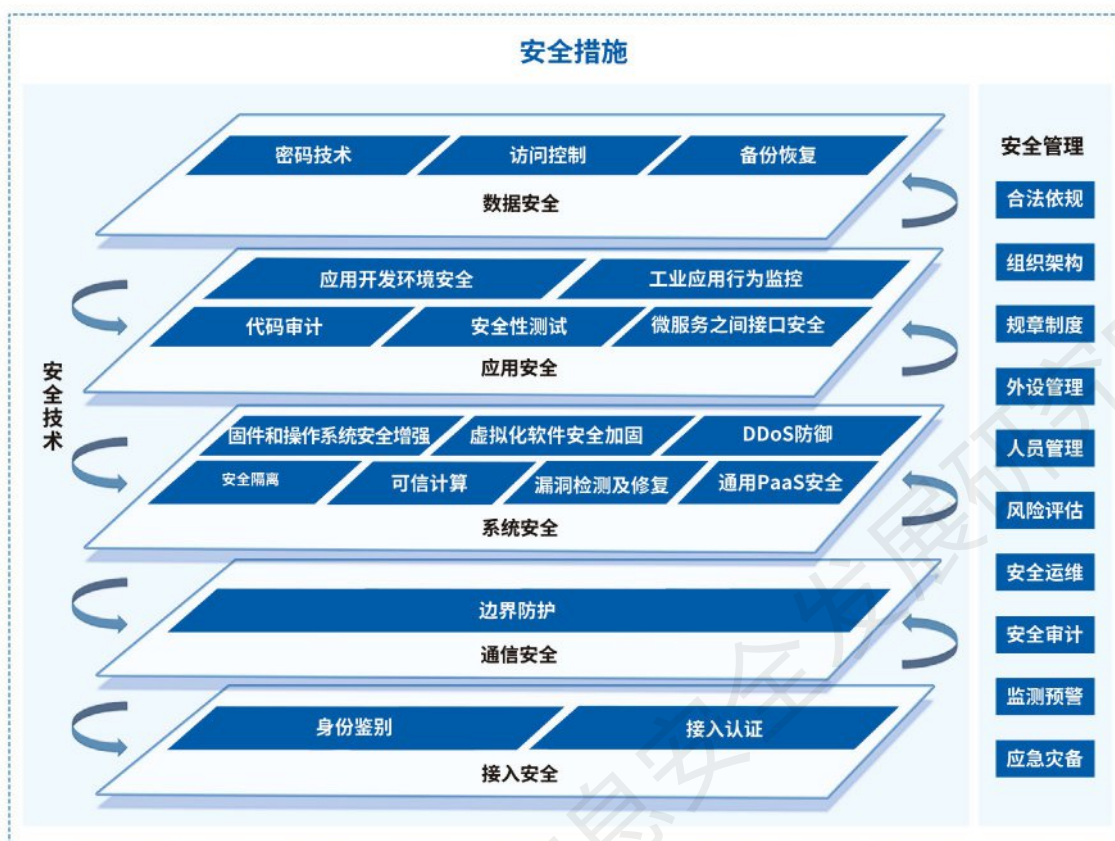 安全措施
密码技术 访问控制 备份恢复
数据安全
应用开发环境安全 工业应用行为监控
代码审计 安全性测试 微服务之间接口安全
应用安全
固件和操作系统安全增强 虚拟化软件安全加固 DDoS防御
安全隔离 可信计算 漏洞检测及修复 通用PaaS安全
系统安全
边界防护
通信安全
身份鉴别 接入认证
接入安全
安全技术
安全管理
合法依规
组织架构
规章制度
外设管理
人员管理
风险评估
安全运维
安全审计
监测预警
应急灾备
息安全发展研究